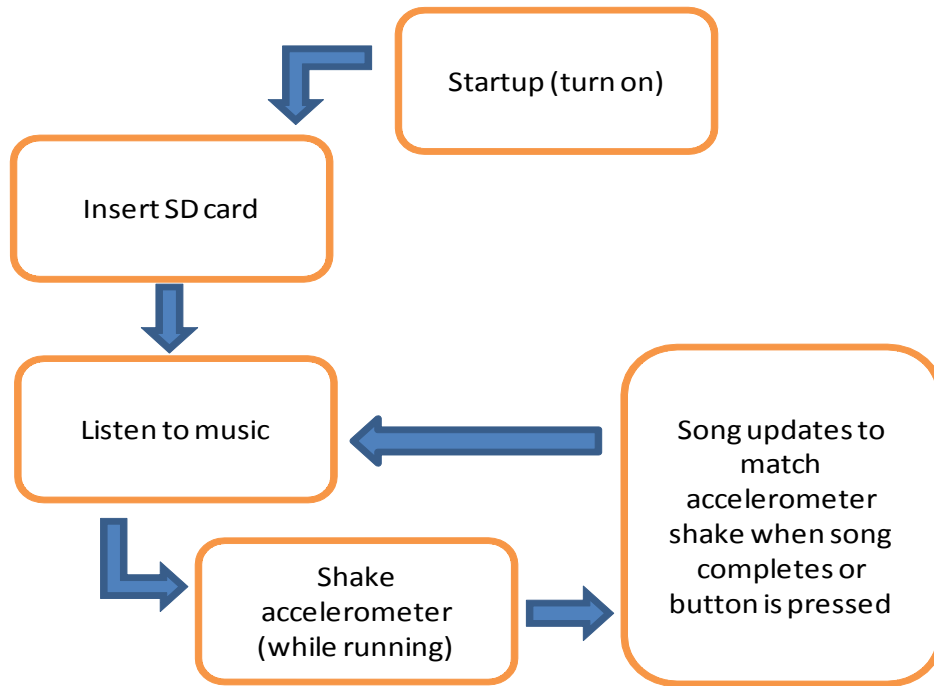 Startup (turn on)
Insert SD card
Listen to music
Shake
accelerometer
(while running)
Song updates to
match
accelerometer
shake when song
completes or
button is pressed